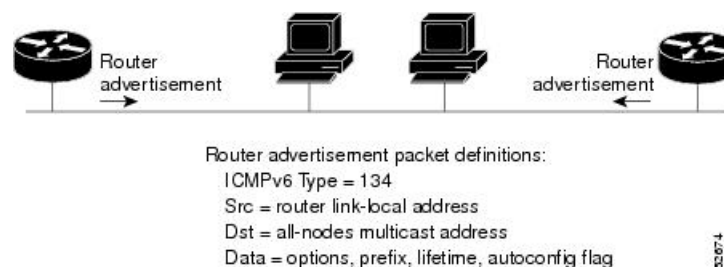 Router
advertisement
Router
advertisement
Router advertisement packet definitions:
ICMPv6 Type = 134
Src = router link-local address
Dst = all-nodes multicast address
Data = options, prefix, lifetime, autoconfig flag